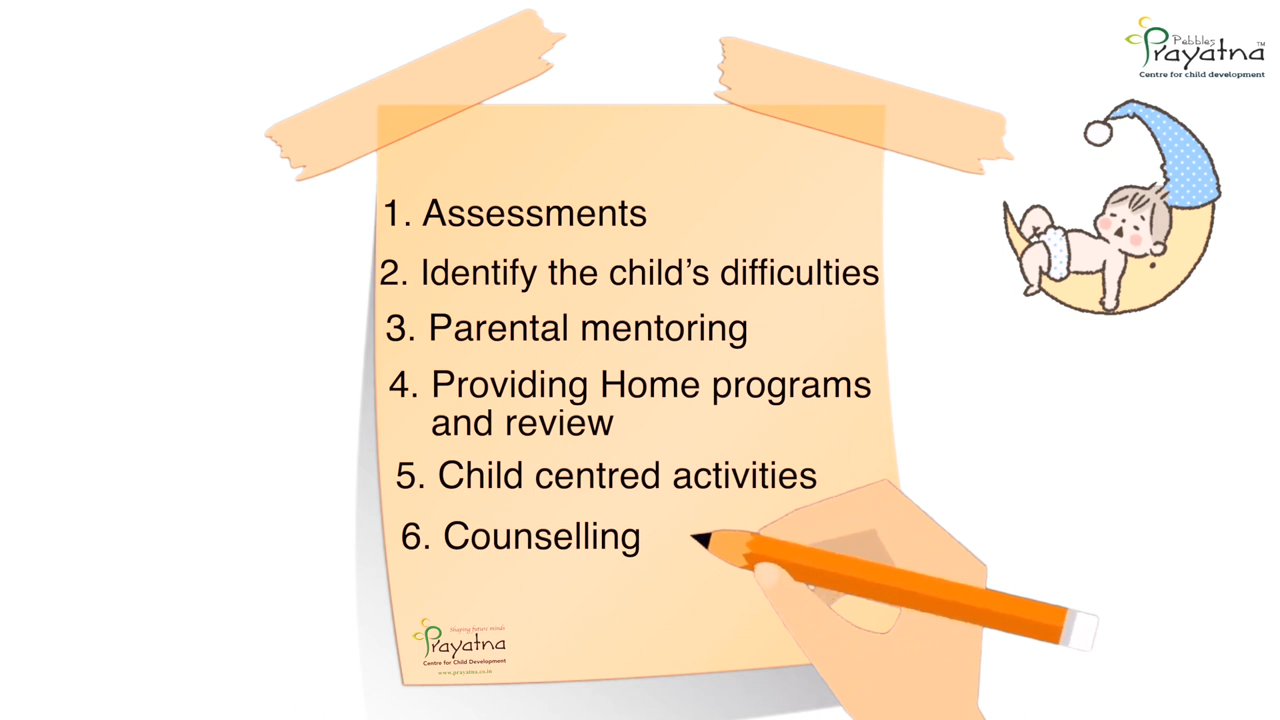 Pebbles
Prayatna™
Centre for child development
1. Assessments
2. Identify the child's difficulties
3. Parental mentoring
4. Providing Home programs
and review
5. Child centred activities
6. Counselling
Shaping future minds
Prayatna
Centre for Child Development
www.prayatna.co.in